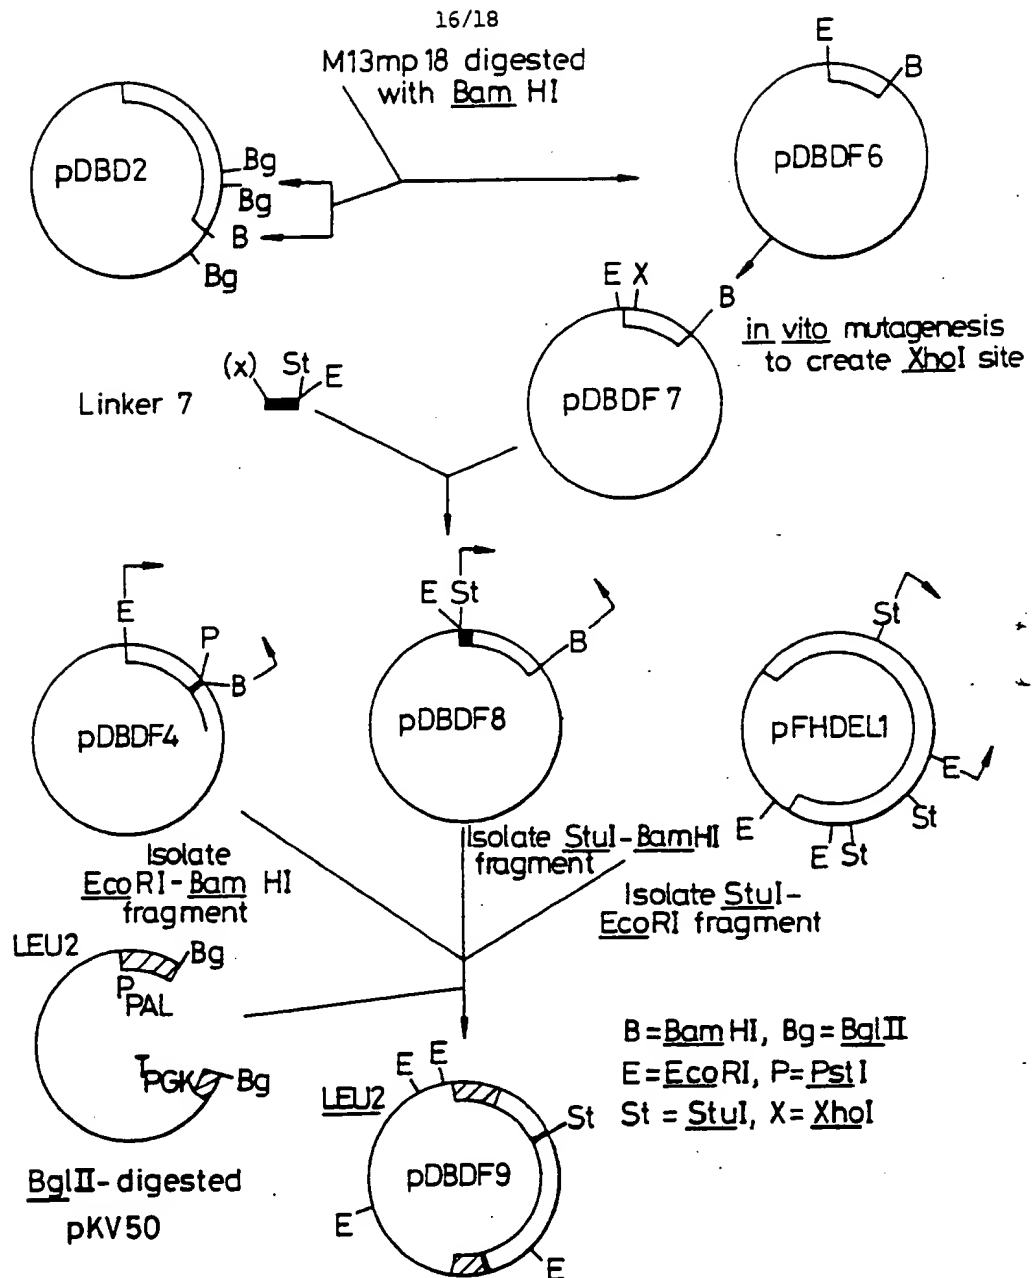 16/18
M13mp 18 digested
with Bam HI
pDBD2
Bg
Bg
B
Bg
E
B
pDBDF6
in vito mutagenesis
to create XhoI site
E X
B
pDBDF7
Linker 7
(x)
St
E
E
P
B
pDBDF4
E St
B
pDBDF8
St
E
St
E
E St
pFHDEL1
Isolate
EcoRI-Bam HI
fragment
Isolate StuI-BamHI
fragment
Isolate StuI-
EcoRI fragment
LEU2
Bg
PPAL
TPGK
Bg
BglII-digested
pKV50
E
E
LEU2
St
pDBDF9
E
E
B=BamHI, Bg=BglII
E=EcoRI, P=PstI
St = StuI, X=XhoI